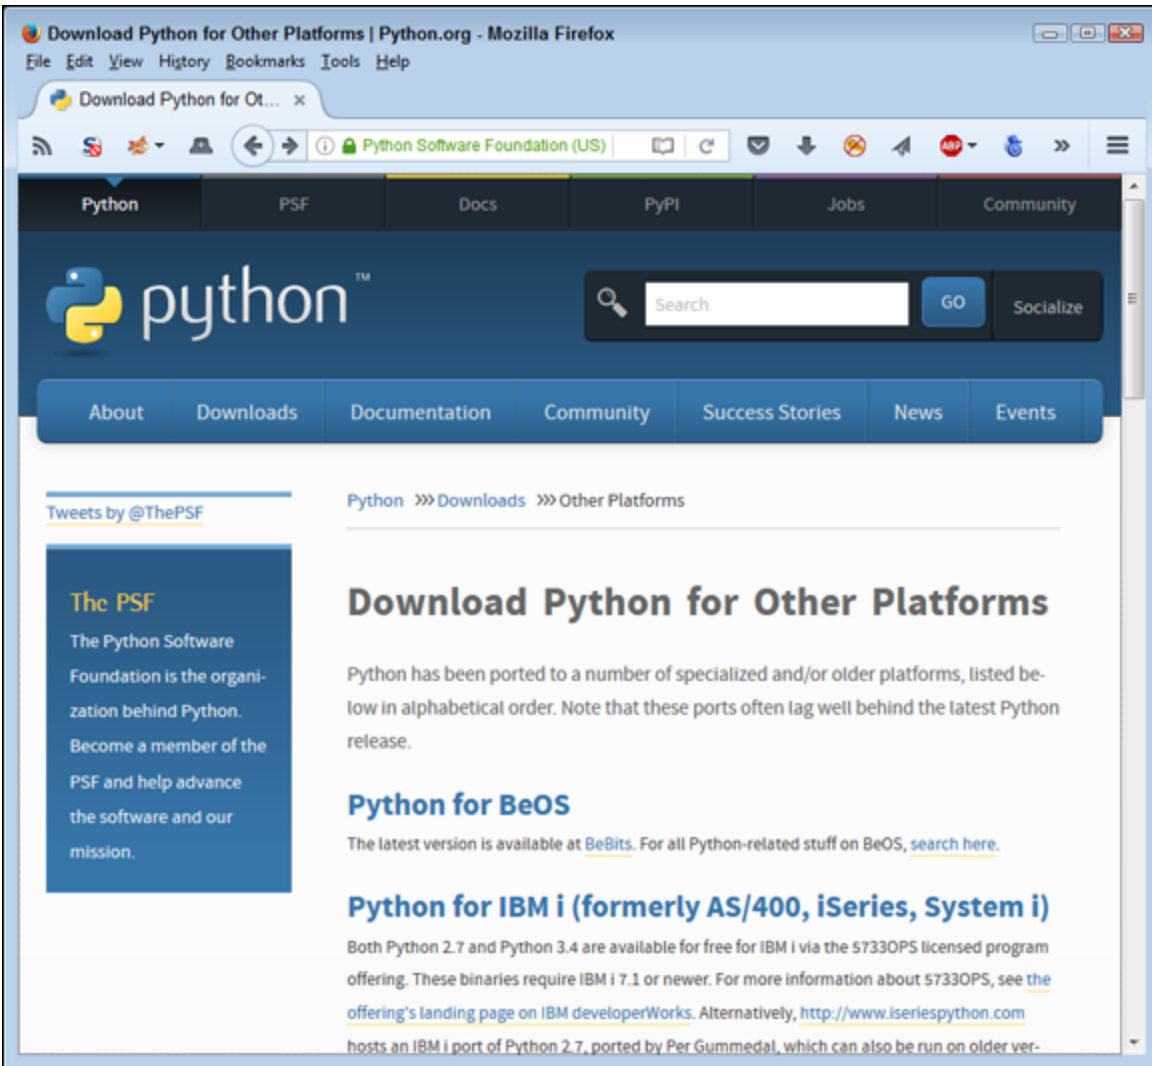 Download Python for Other Platforms | Python.org - Mozilla Firefox
File Edit View History Bookmarks Tools Help
Download Python for Ot... ×
S ABP »
Python Software Foundation (US)
Python PSF Docs PyPI Jobs Community
python™
Search GO Socialize
About Downloads Documentation Community Success Stories News Events
Tweets by @ThePSF
The PSF
The Python Software
Foundation is the organi-
zation behind Python.
Become a member of the
PSF and help advance
the software and our
mission.
Python >>> Downloads >>> Other Platforms
Download Python for Other Platforms
Python has been ported to a number of specialized and/or older platforms, listed be-
low in alphabetical order. Note that these ports often lag well behind the latest Python
release.
Python for BeOS
The latest version is available at BeBits. For all Python-related stuff on BeOS, search here.
Python for IBM i (formerly AS/400, iSeries, System i)
Both Python 2.7 and Python 3.4 are available for free for IBM i via the 5733OPS licensed program
offering. These binaries require IBM i 7.1 or newer. For more information about 5733OPS, see the
offering's landing page on IBM developerWorks. Alternatively, http://www.iseriespython.com
hosts an IBM i port of Python 2.7, ported by Per Gummedal, which can also be run on older ver-